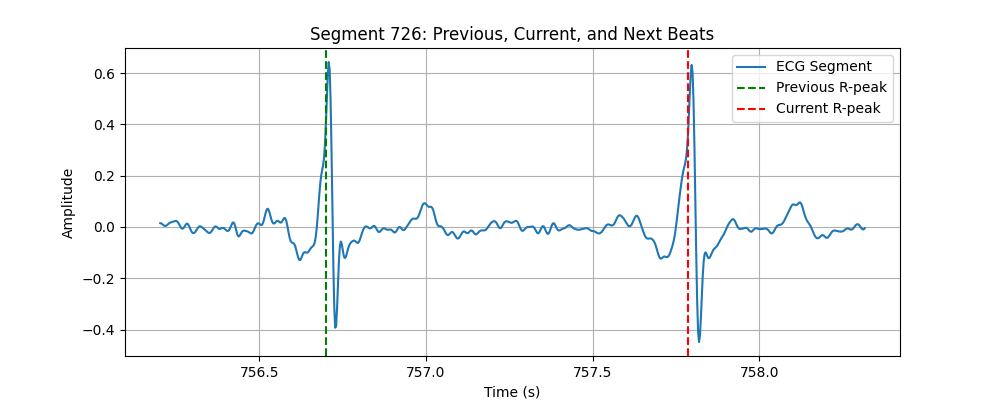 Segment 726: Previous, Current, and Next Beats
ECG Segment
Previous R-peak
Current R-peak
Amplitude
0.6
0.4
0.2
0.0
−0.2
−0.4
756.5
757.0
757.5
758.0
Time (s)